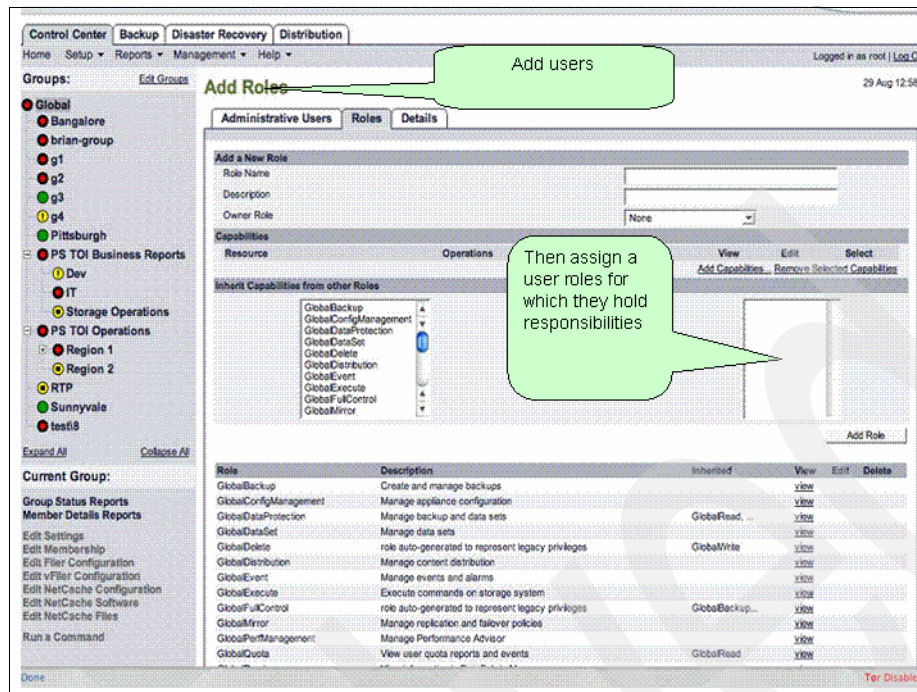 Control Center Backup Disaster Recovery Distribution
Home Setup Reports Management Help
Logged in as root | Log O
Groups: Edit Groups
Add Roles
29 Aug 12:58
Add users
Global
Bangalore
brian-group
g1
g2
g3
g4
Pittsburgh
PS TOI Business Reports
Dev
IT
Storage Operations
PS TOI Operations
Region 1
Region 2
RTP
Sunnyvale
test\8
Expand All Collapse All
Current Group:
Group Status Reports
Member Details Reports
Edit Settings
Edit Membership
Edit Filer Configuration
Edit vFiler Configuration
Edit NetCache Configuration
Edit NetCache Software
Edit NetCache Files
Run a Command
Administrative Users Roles Details
Add a New Role
Role Name
Description
Owner Role None
Capabilities
Resource Operations View Edit Select
Add Capabilities... Remove Selected Capabilities
Then assign a
user roles for
which they hold
responsibilities
Inherit Capabilities from other Roles
GlobalBackup
GlobalConfigManagement
GlobalDataProtection
GlobalDataSet
GlobalDelete
GlobalDistribution
GlobalEvent
GlobalExecute
GlobalFullControl
GlobalMirror
Add Role
Role Description Inherited View Edit Delete
GlobalBackup Create and manage backups view
GlobalConfigManagement Manage appliance configuration view
GlobalDataProtection Manage backup and data sets GlobalRead, ... view
GlobalDataSet Manage data sets view
GlobalDelete role auto-generated to represent legacy privileges GlobalWrite view
GlobalDistribution Manage content distribution view
GlobalEvent Manage events and alarms view
GlobalExecute Execute commands on storage system view
GlobalFullControl role auto-generated to represent legacy privileges GlobalBackup... view
GlobalMirror Manage replication and failover policies view
GlobalPerfManagement Manage Performance Advisor view
GlobalQuota View user quota reports and events GlobalRead view
Done
Tor Disable